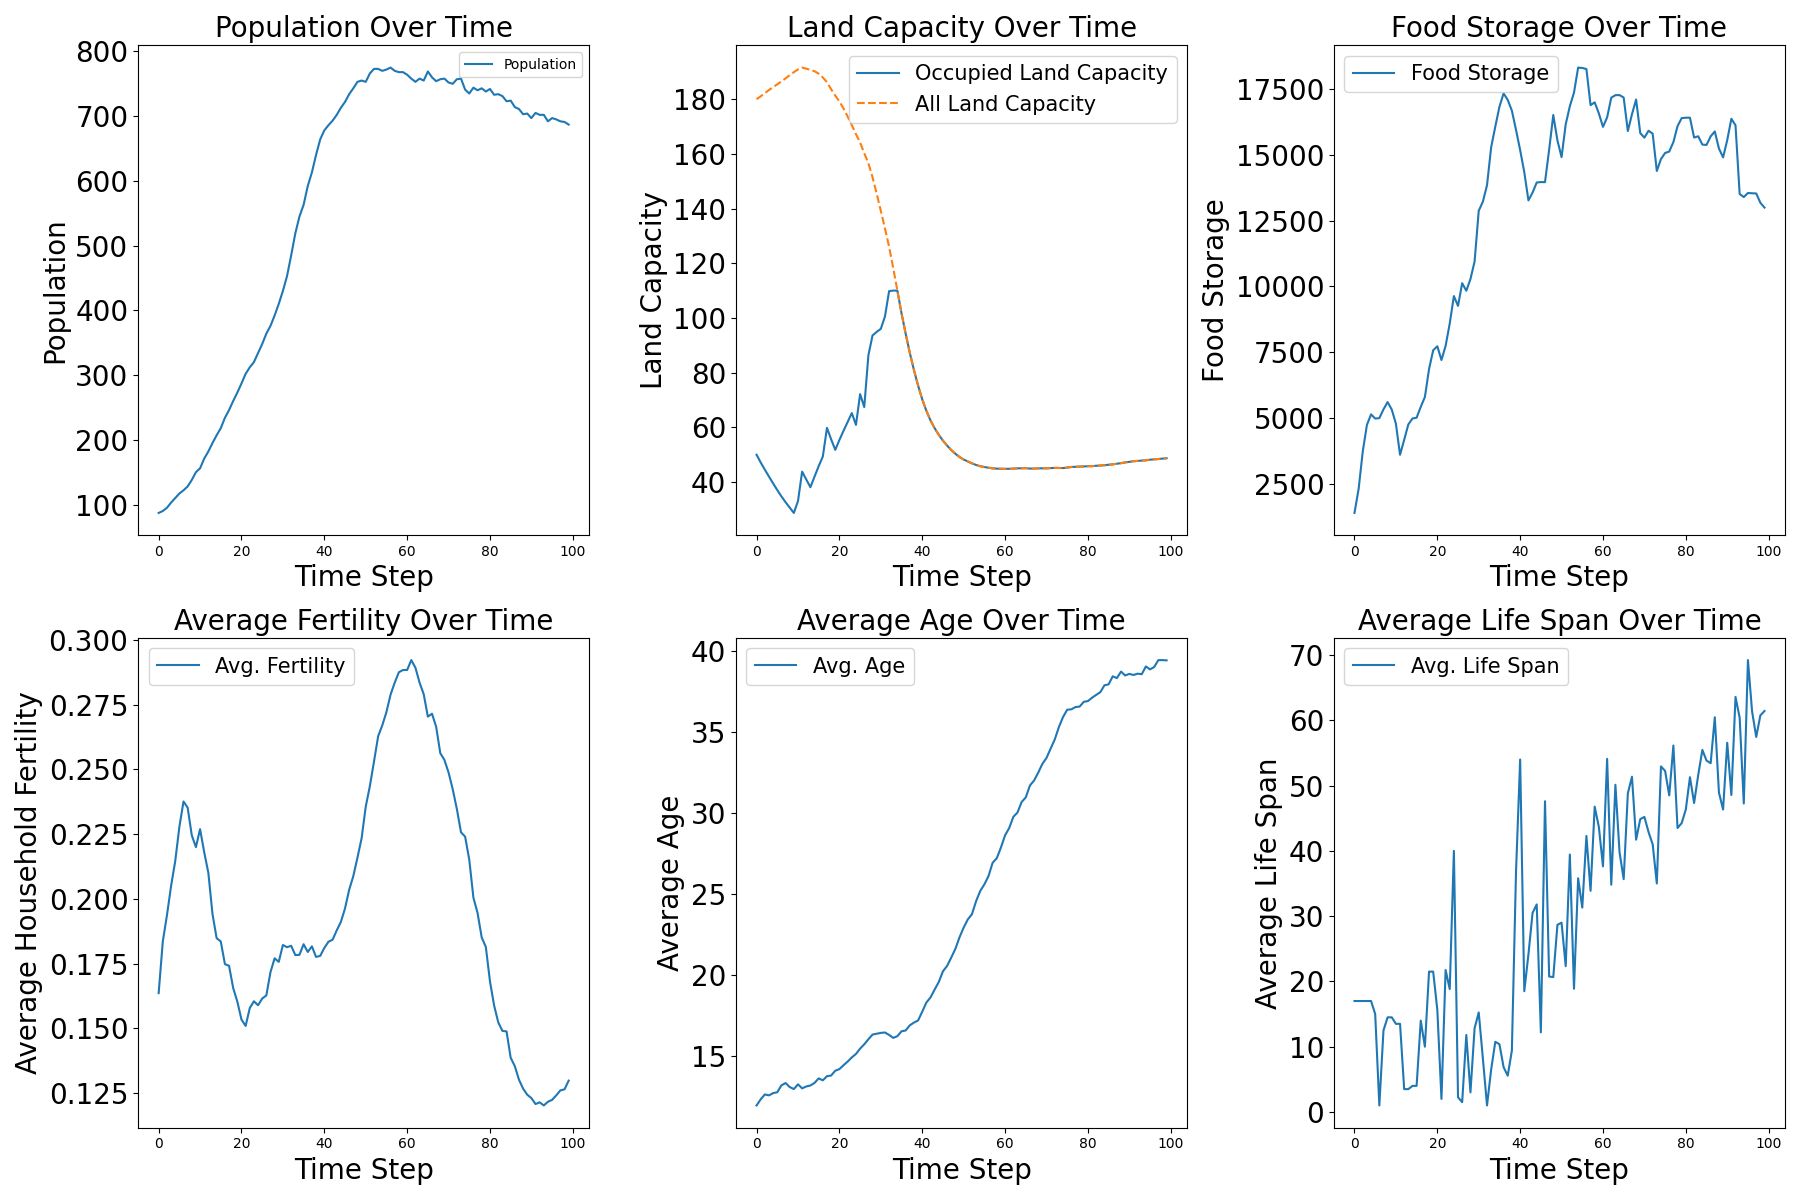 Population Over Time
Population
800
700
600
500
400
300
200
100
0 20 40 60 80 100
Time Step
Population
Land Capacity Over Time
Occupied Land Capacity
All Land Capacity
180
160
140
120
100
80
60
40
0 20 40 60 80 100
Time Step
Land Capacity
Food Storage Over Time
Food Storage
17500
15000
12500
10000
7500
5000
2500
0 20 40 60 80 100
Time Step
Food Storage
Average Fertility Over Time
Avg. Fertility
0.300
0.275
0.250
0.225
0.200
0.175
0.150
0.125
0 20 40 60 80 100
Time Step
Average Household Fertility
Average Age Over Time
Avg. Age
40
35
30
25
20
15
0 20 40 60 80 100
Time Step
Average Age
Average Life Span Over Time
Avg. Life Span
70
60
50
40
30
20
10
0
0 20 40 60 80 100
Time Step
Average Life Span